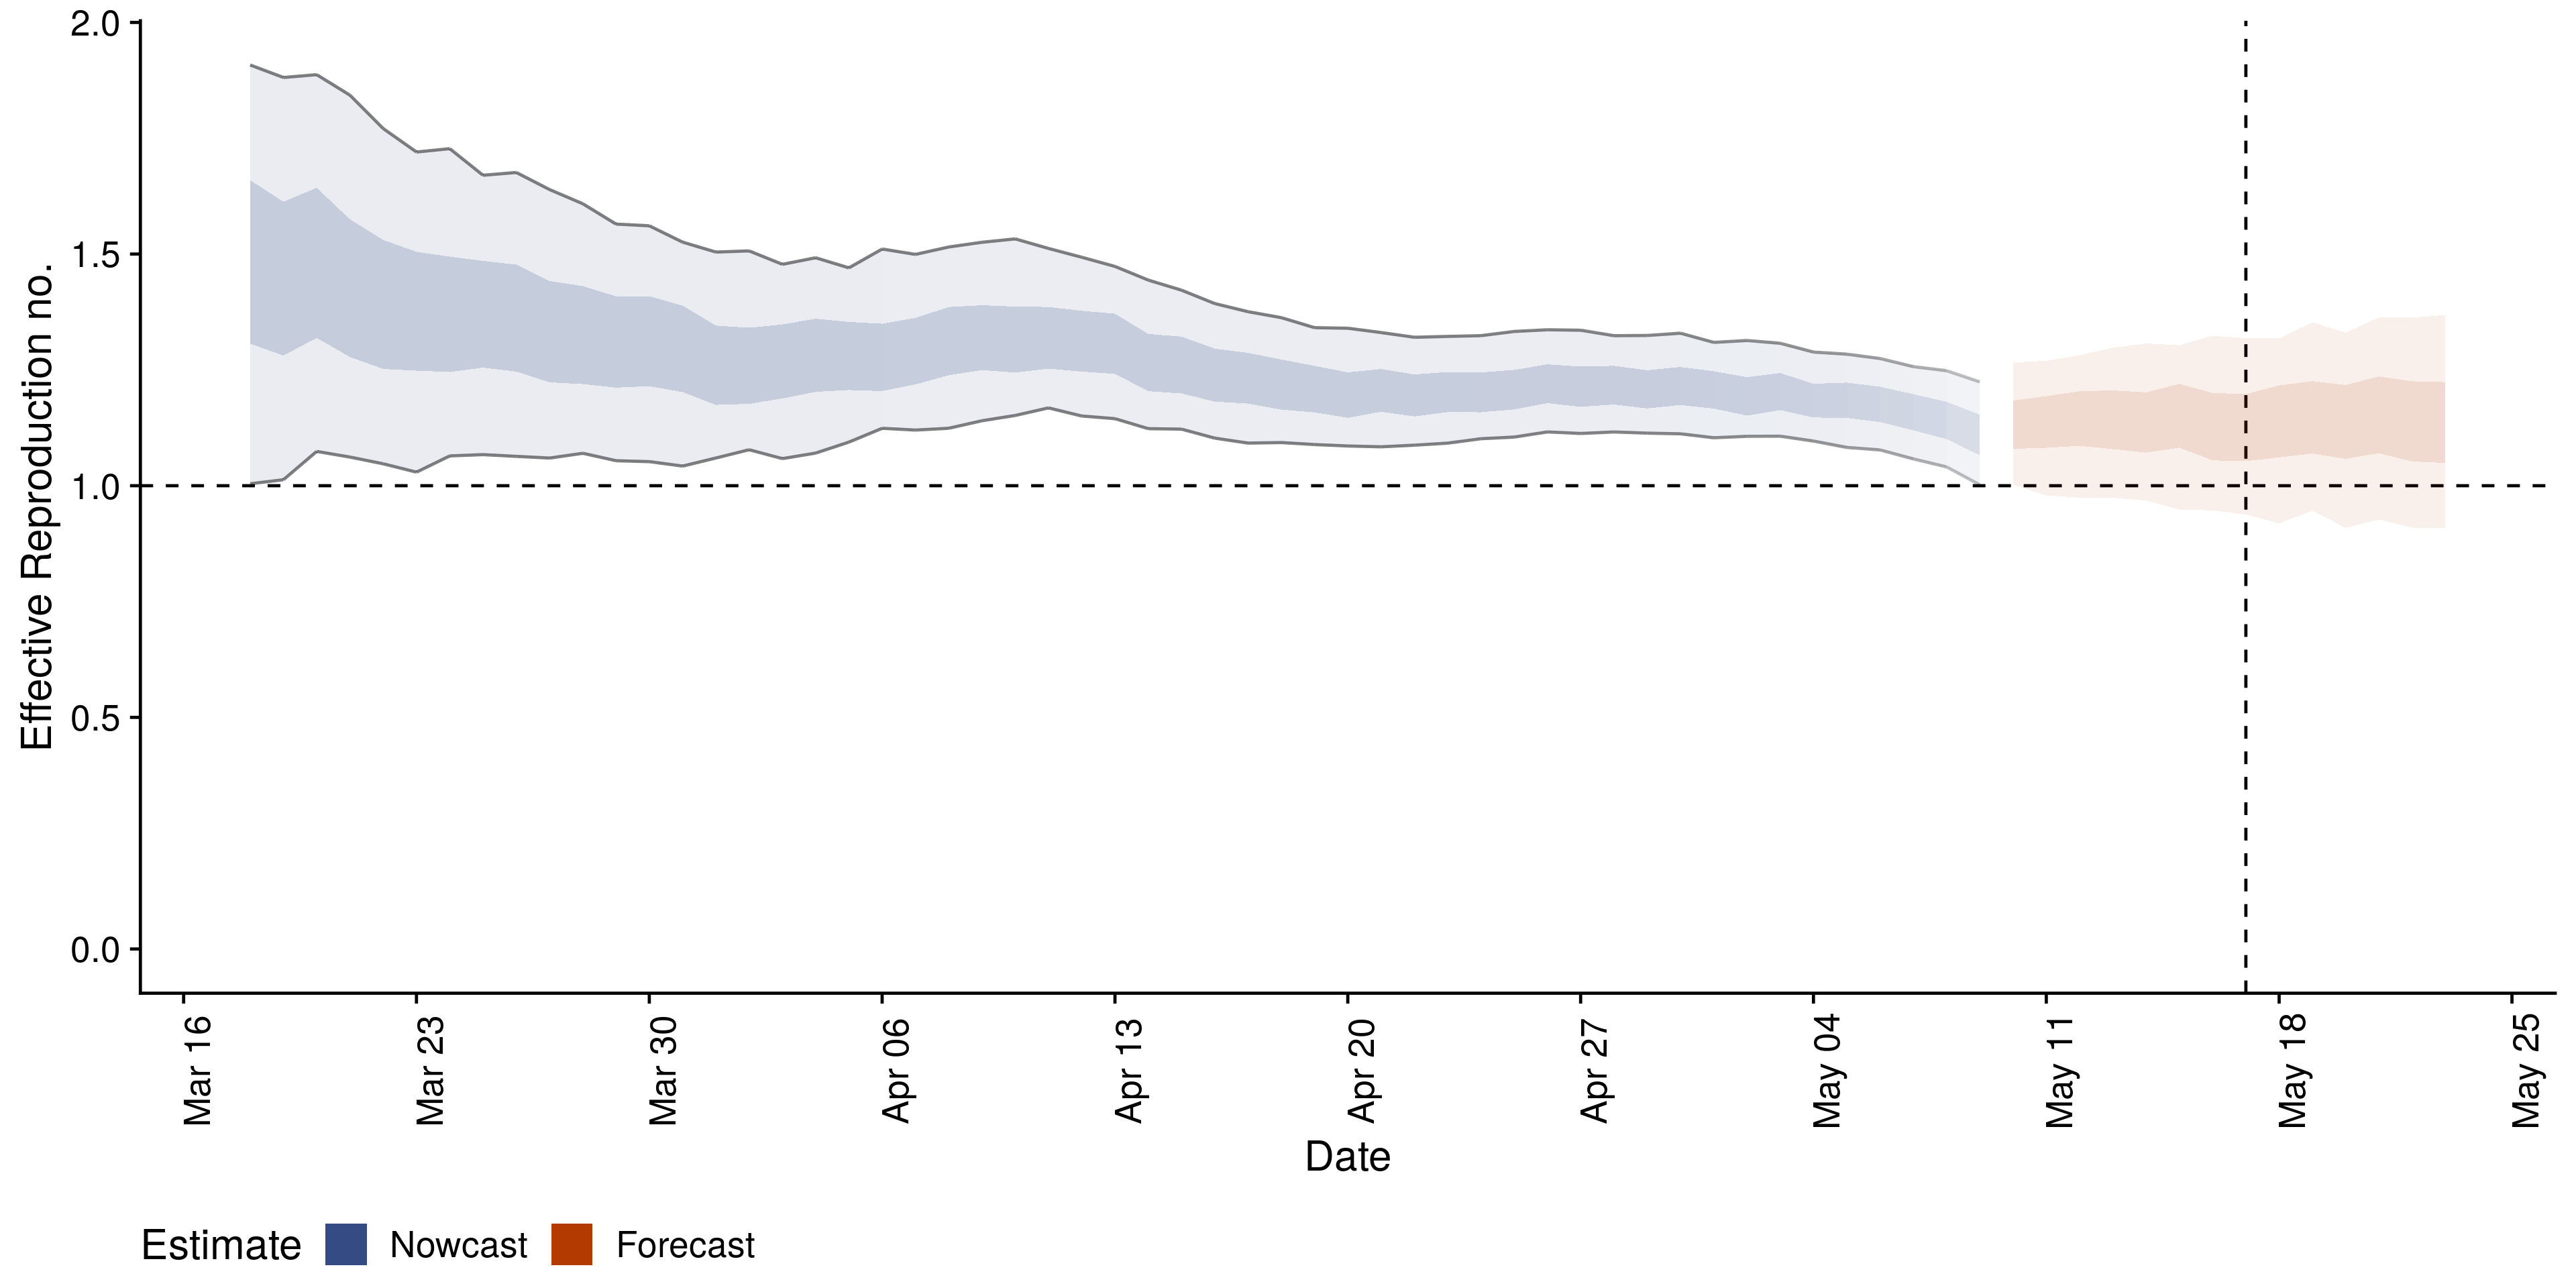 2.0
1.5
1.0
0.5
0.0
Effective Reproduction no.
Mar 16
Mar 23
Mar 30
Apr 06
Apr 13
Apr 20
Apr 27
May 04
May 11
May 18
May 25
Date
Estimate Nowcast Forecast